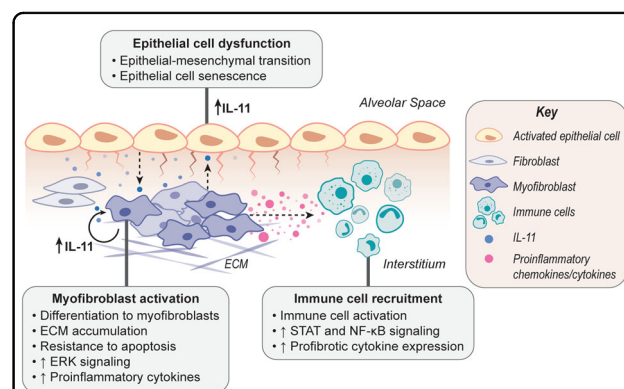 Epithelial cell dysfunction
• Epithelial-mesenchymal transition
• Epithelial cell senescence
↑IL-11
Alveolar Space
↑IL-11
ECM
Interstitium
Myofibroblast activation
• Differentiation to myofibroblasts
• ECM accumulation
• Resistance to apoptosis
• ↑ ERK signaling
• ↑ Proinflammatory cytokines
Immune cell recruitment
• Immune cell activation
• ↑ STAT and NF-κB signaling
• ↑ Profibrotic cytokine expression
Key
Activated epithelial cell
Fibroblast
Myofibroblast
Immune cells
IL-11
Proinflammatory
chemokines/cytokines